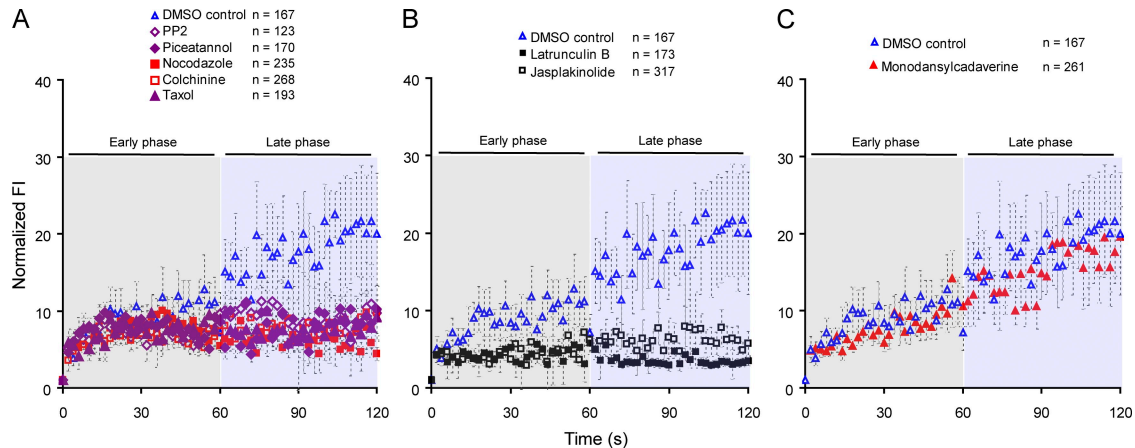 A
DMSO control n = 167
PP2 n = 123
Piceatannol n = 170
Nocodazole n = 235
Colchinine n = 268
Taxol n = 193
40
30
20
10
0
Normalized FI
Early phase
Late phase
0 30 60 90 120
B
DMSO control n = 167
Latrunculin B n = 173
Jasplakinolide n = 317
40
30
20
10
0
Early phase
Late phase
0 30 60 90 120
Time (s)
C
DMSO control n = 167
Monodansylcadaverine n = 261
40
30
20
10
0
Early phase
Late phase
0 30 60 90 120